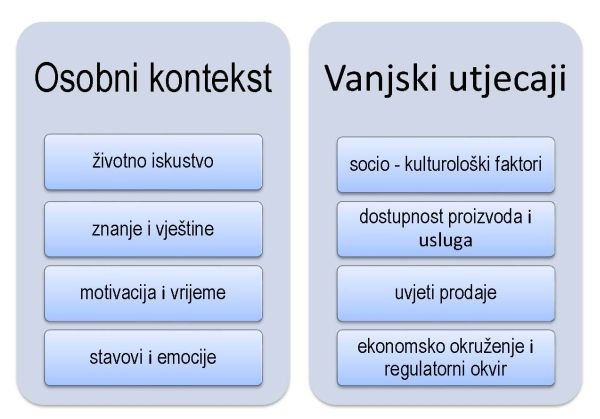 Osobni kontekst
životno iskustvo
znanje i vještine
motivacija i vrijeme
stavovi i emocije
Vanjski utjecaji
socio - kulturološki faktori
dostupnost proizvoda i
usluga
uvjeti prodaje
ekonomsko okruženje i
regulatorni okvir